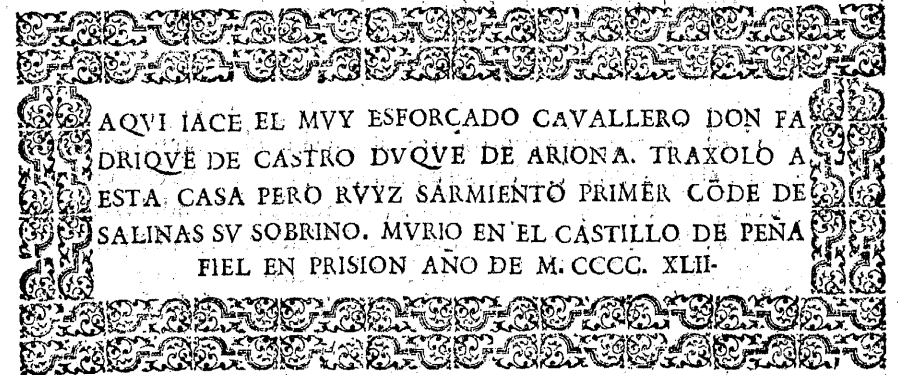 AQVI IACE EL MVY ESFORÇADO CAVALLERO DON FA
DRIQVE DE CASTRO DVQVE DE ARIONA. TRAXOLO A
ESTA CASA PERO RVYZ SARMIENTO PRIMER CÕDE DE
SALINAS SV SOBRINO. MVRIO EN EL CASTILLO DE PEÑA
FIEL EN PRISION AÑO DE M. CCCC. XLII-